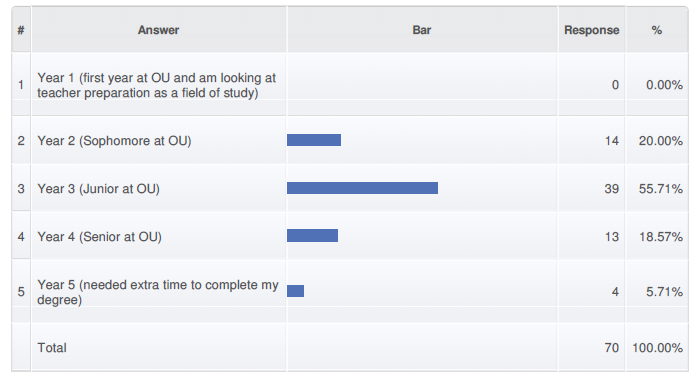 # Answer Bar Response %
1 Year 1 (first year at OU and am looking at
teacher preparation as a field of study) 0 0.00%
2 Year 2 (Sophomore at OU) 14 20.00%
3 Year 3 (Junior at OU) 39 55.71%
4 Year 4 (Senior at OU) 13 18.57%
5 Year 5 (needed extra time to complete my
degree) 4 5.71%
Total 70 100.00%